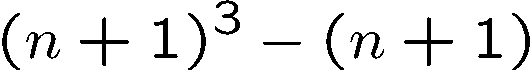 (n + 1)³ − (n + 1)